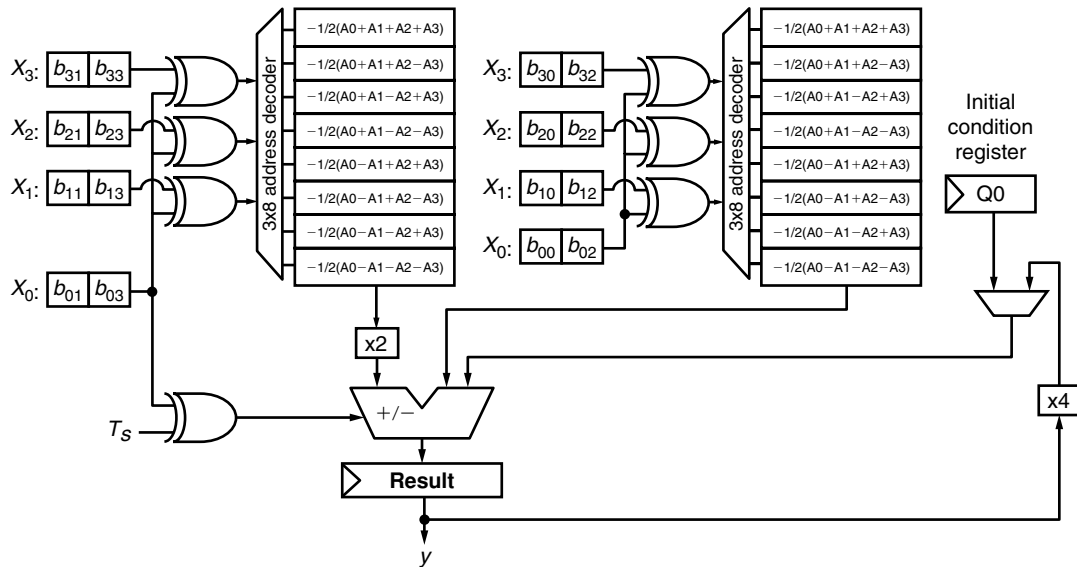 −1/2(A0+A1+A2+A3)
−1/2(A0+A1+A2−A3)
−1/2(A0+A1−A2+A3)
−1/2(A0+A1−A2−A3)
−1/2(A0−A1+A2+A3)
−1/2(A0−A1+A2−A3)
−1/2(A0−A1−A2+A3)
−1/2(A0−A1−A2−A3)
3x8 address decoder
X3: b31 b33
X2: b21 b23
X1: b11 b13
X0: b01 b03
−1/2(A0+A1+A2+A3)
−1/2(A0+A1+A2−A3)
−1/2(A0+A1−A2+A3)
−1/2(A0+A1−A2−A3)
−1/2(A0−A1+A2+A3)
−1/2(A0−A1+A2−A3)
−1/2(A0−A1−A2+A3)
−1/2(A0−A1−A2−A3)
3x8 address decoder
X3: b30 b32
X2: b20 b22
X1: b10 b12
X0: b00 b02
Initial
condition
register
Q0
x2
x4
+/−
TS
Result
y